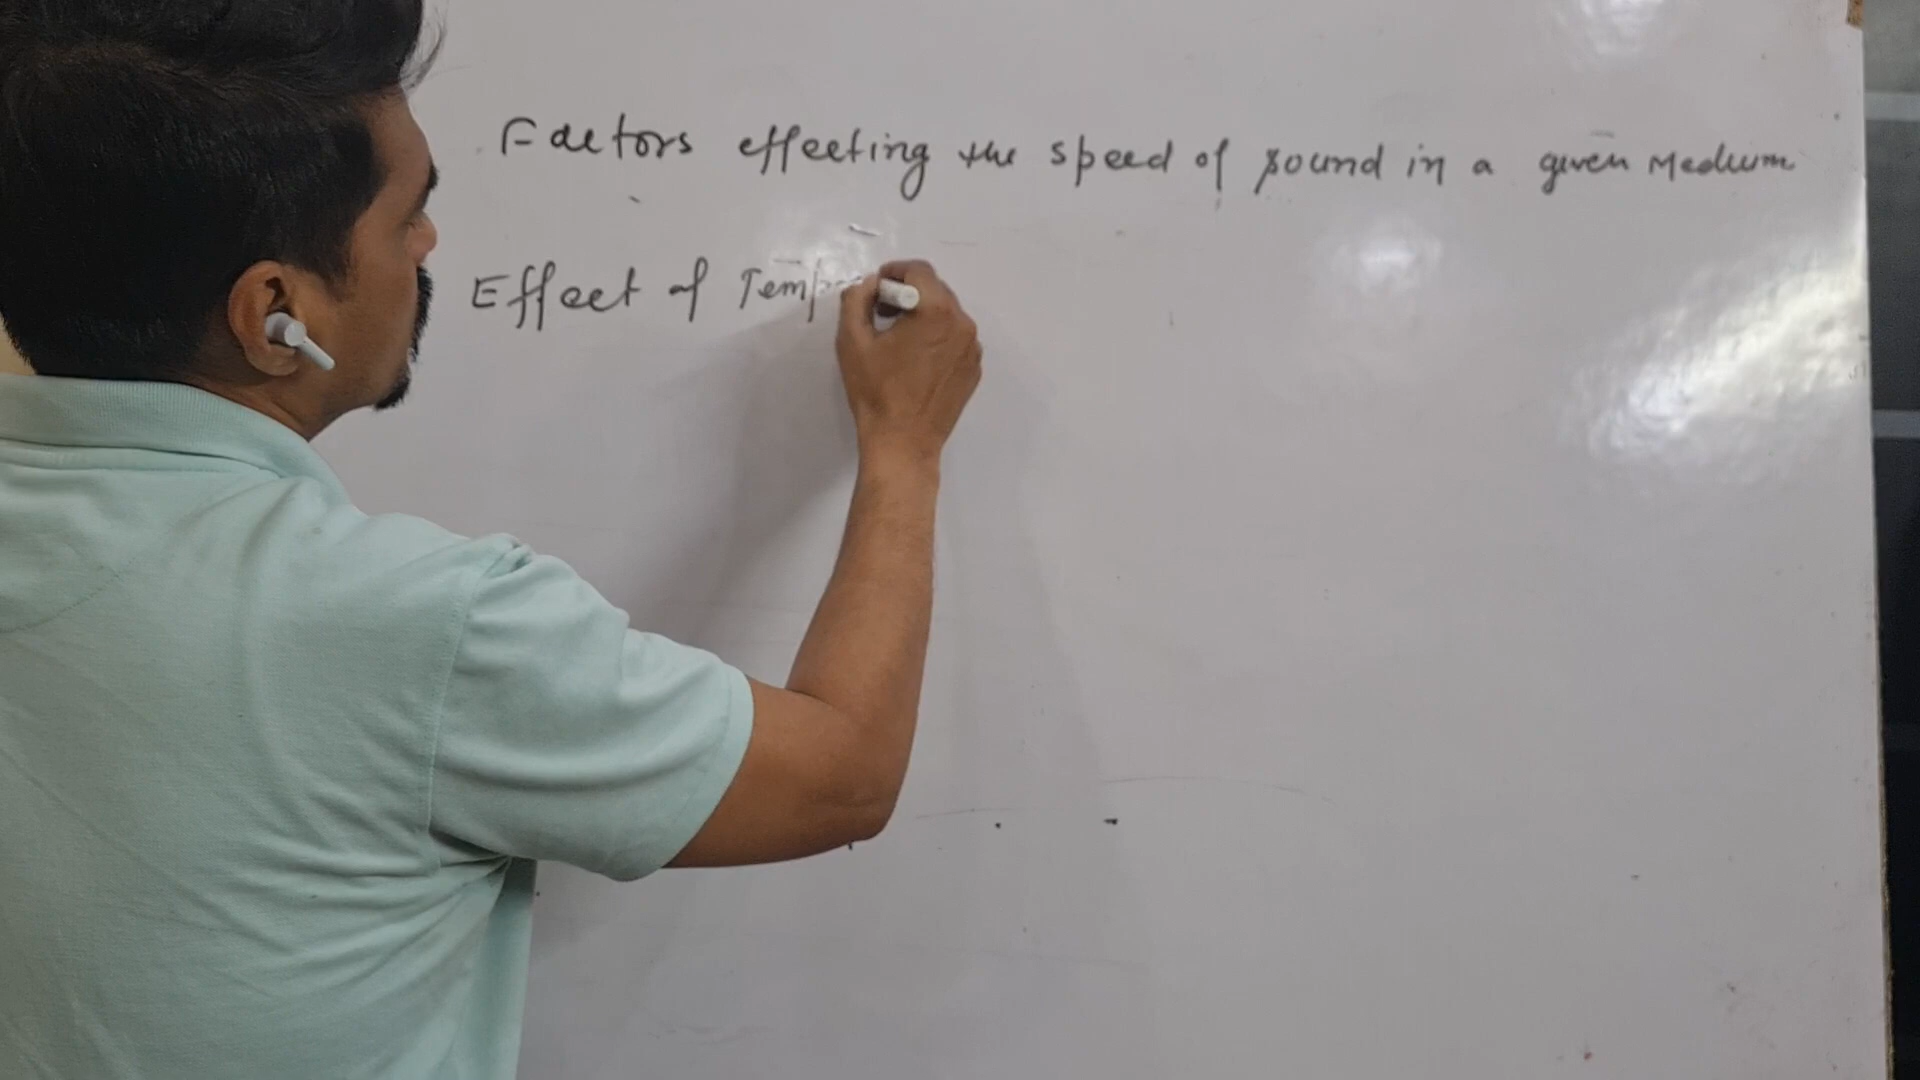 Factors effecting the speed of sound in a given Medium
Effect of Temp